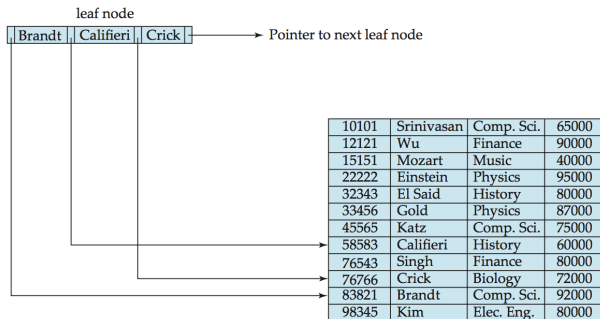 leaf node
Brandt Califieri Crick Pointer to next leaf node
10101 Srinivasan Comp. Sci. 65000
12121 Wu Finance 90000
15151 Mozart Music 40000
22222 Einstein Physics 95000
32343 El Said History 80000
33456 Gold Physics 87000
45565 Katz Comp. Sci. 75000
58583 Califieri History 60000
76543 Singh Finance 80000
76766 Crick Biology 72000
83821 Brandt Comp. Sci. 92000
98345 Kim Elec. Eng. 80000